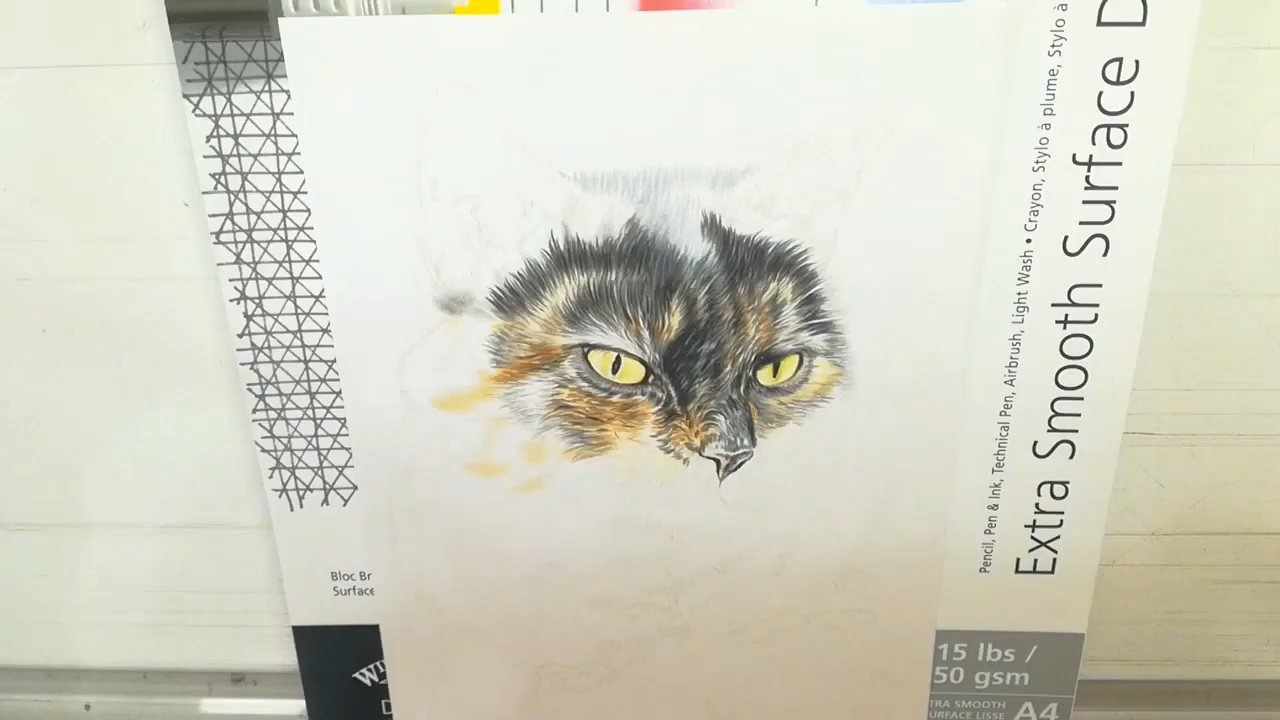 Extra Smooth Surface D
Pencil, Pen & Ink, Technical Pen, Airbrush, Light Wash • Crayon, Stylo à plume, Stylo à
Bloc Br
Surface
15 lbs /
50 gsm
TRA SMOOTH
URFACE LISSE
A4